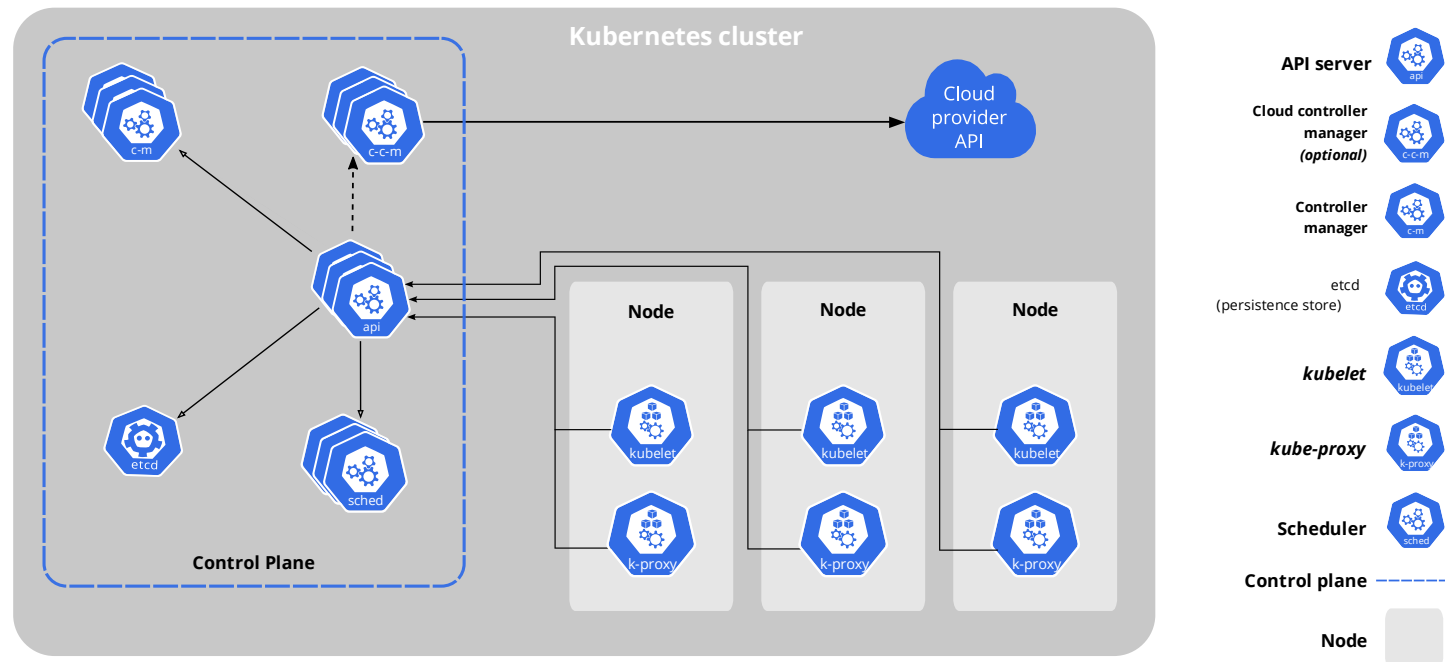 Kubernetes cluster
c-m
c-c-m
Cloud
provider
API
api
etcd
sched
Control Plane
Node
kubelet
k-proxy
Node
kubelet
k-proxy
Node
kubelet
k-proxy
API server
api
Cloud controller
manager
(optional)
c-c-m
Controller
manager
c-m
etcd
(persistence store)
etcd
kubelet
kubelet
kube-proxy
k-proxy
Scheduler
sched
Control plane
Node